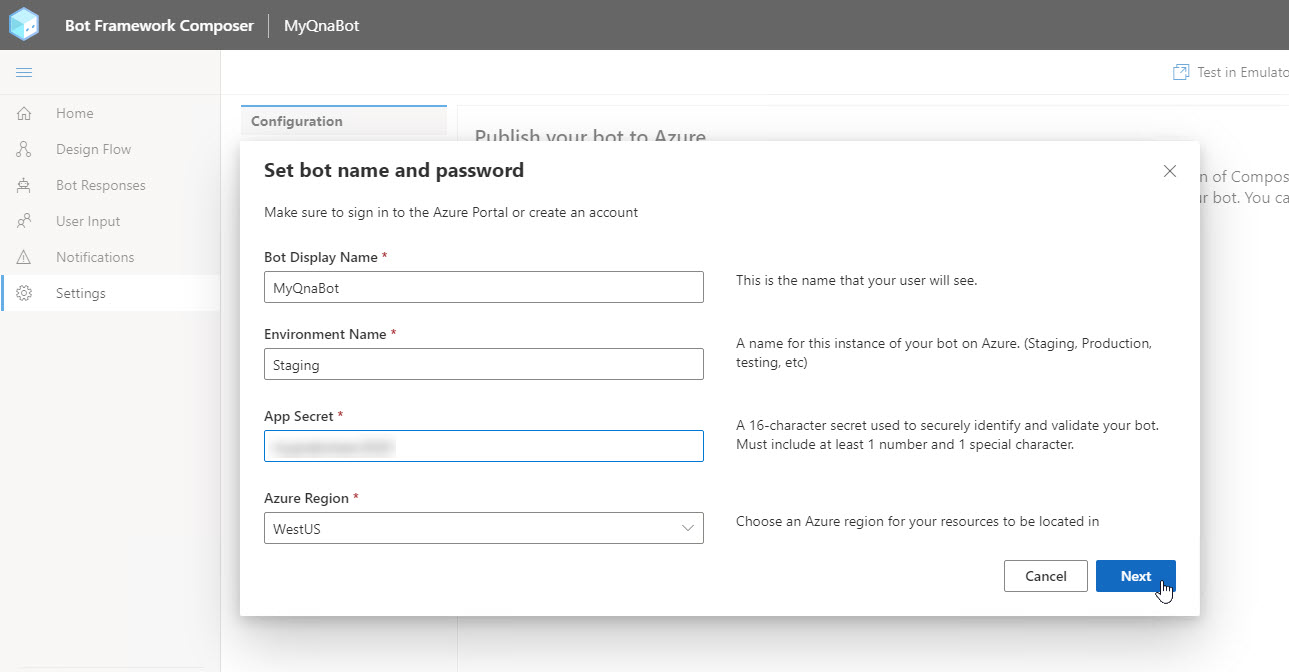 Bot Framework Composer
MyQnaBot
Test in Emulato
Home
Design Flow
Bot Responses
User Input
Notifications
Settings
Configuration
Publish your bot to Azure
n of Compos
r bot. You ca
Set bot name and password
Make sure to sign in to the Azure Portal or create an account
Bot Display Name *
MyQnaBot
This is the name that your user will see.
Environment Name *
Staging
A name for this instance of your bot on Azure. (Staging, Production,
testing, etc)
App Secret *
A 16-character secret used to securely identify and validate your bot.
Must include at least 1 number and 1 special character.
Azure Region *
WestUS
Choose an Azure region for your resources to be located in
Cancel
Next